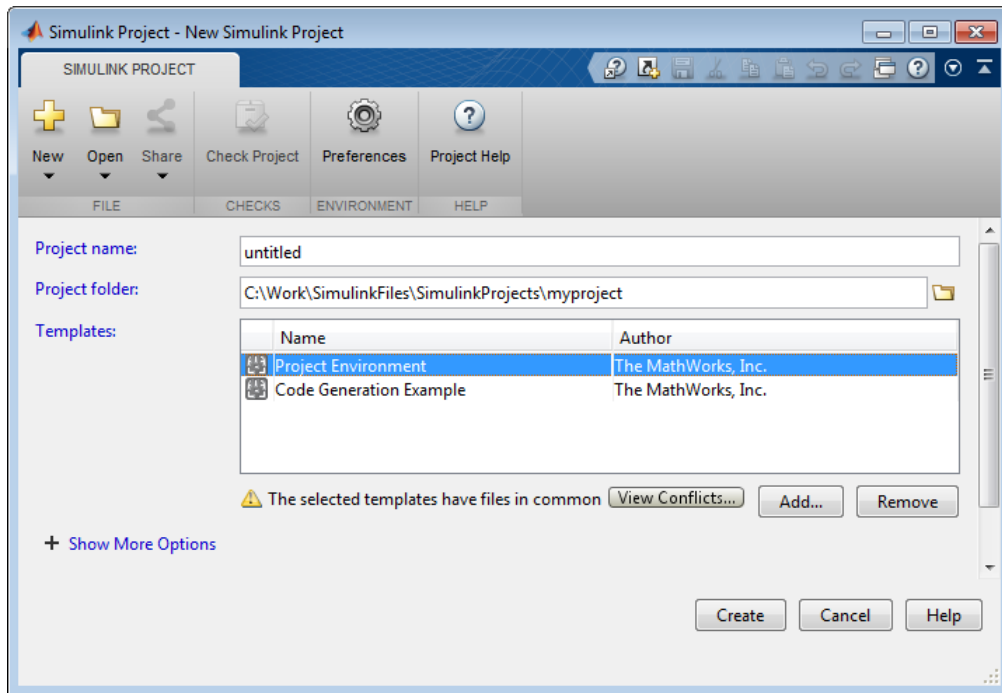 Simulink Project - New Simulink Project
SIMULINK PROJECT
New Open Share Check Project Preferences Project Help
FILE CHECKS ENVIRONMENT HELP
Project name: untitled
Project folder: C:\Work\SimulinkFiles\SimulinkProjects\myproject
Templates:
Name Author
Project Environment The MathWorks, Inc.
Code Generation Example The MathWorks, Inc.
The selected templates have files in common View Conflicts... Add... Remove
+ Show More Options
Create Cancel Help